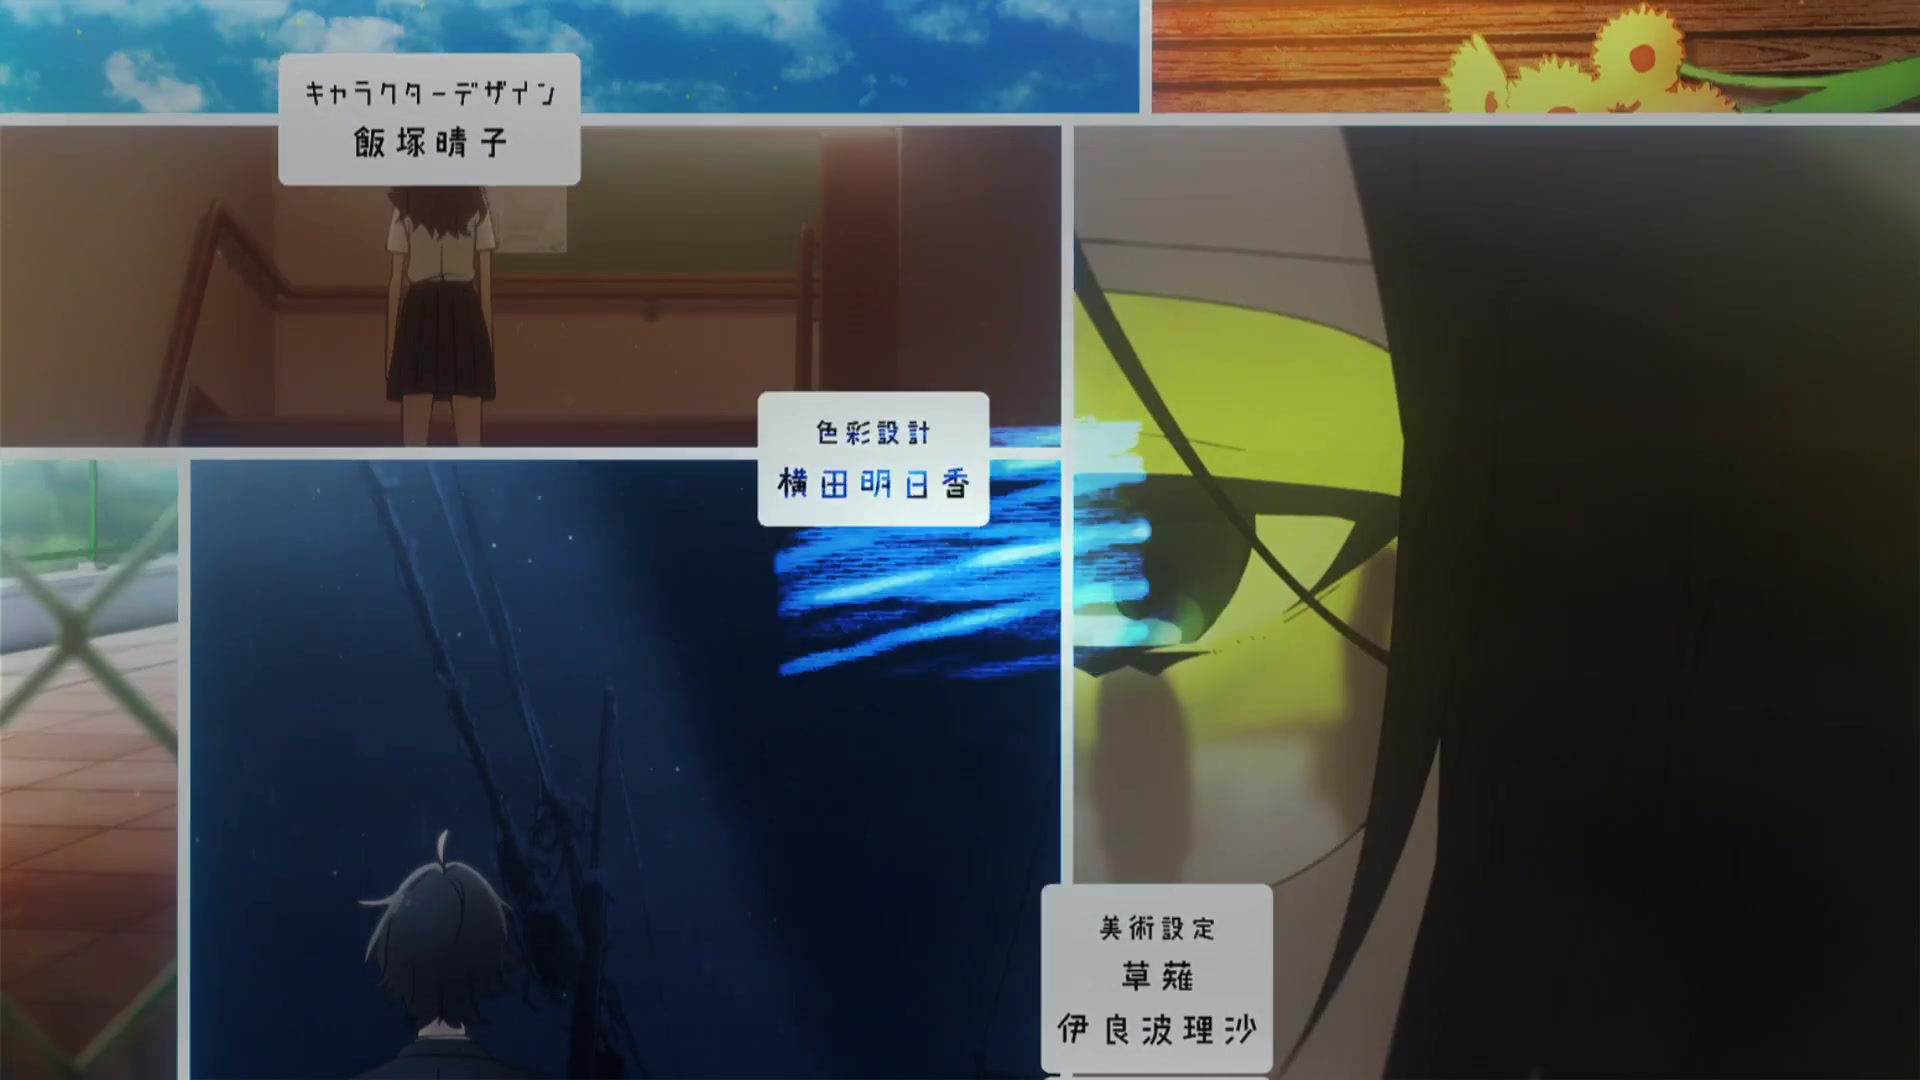 キャラクターデザイン
飯塚晴子
色彩設計
横田明日香
美術設定
草薙
伊良波理沙